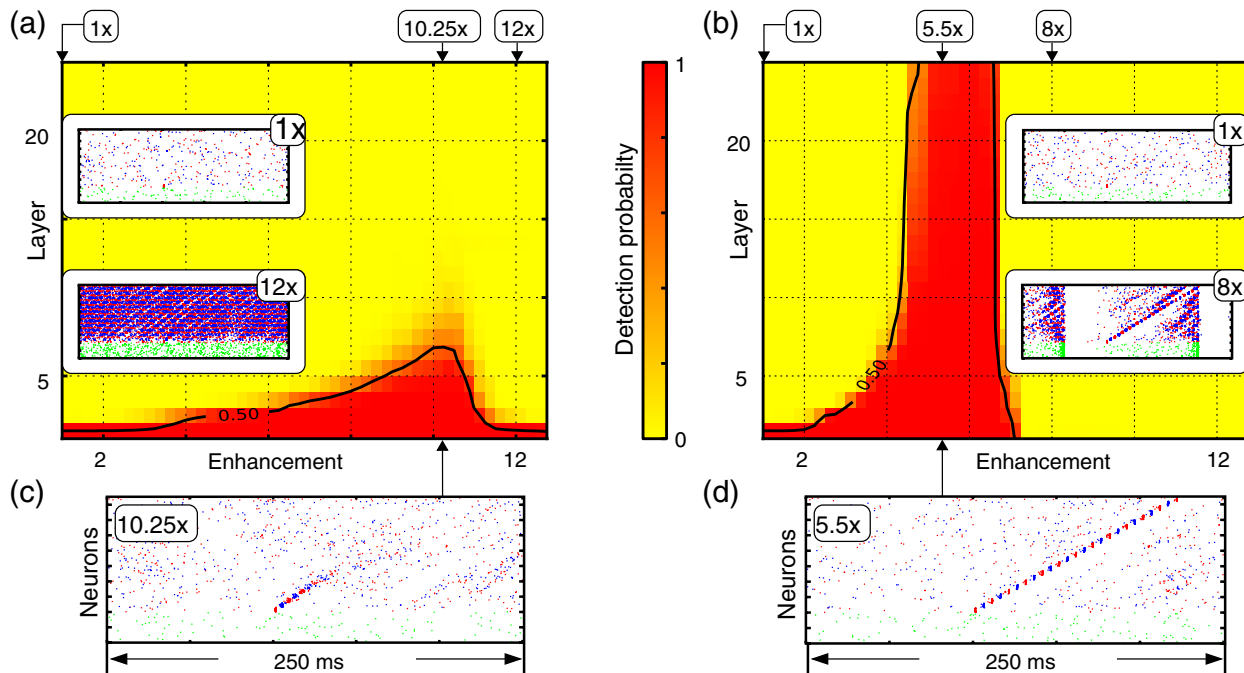 (a)
1x
10.25x
12x
(b)
1x
5.5x
8x
20
5
Layer
1x
12x
0.50
2
Enhancement
12
1
0
Detection probabilty
20
5
Layer
1x
8x
0.50
2
Enhancement
12
(c)
10.25x
Neurons
250 ms
(d)
5.5x
Neurons
250 ms